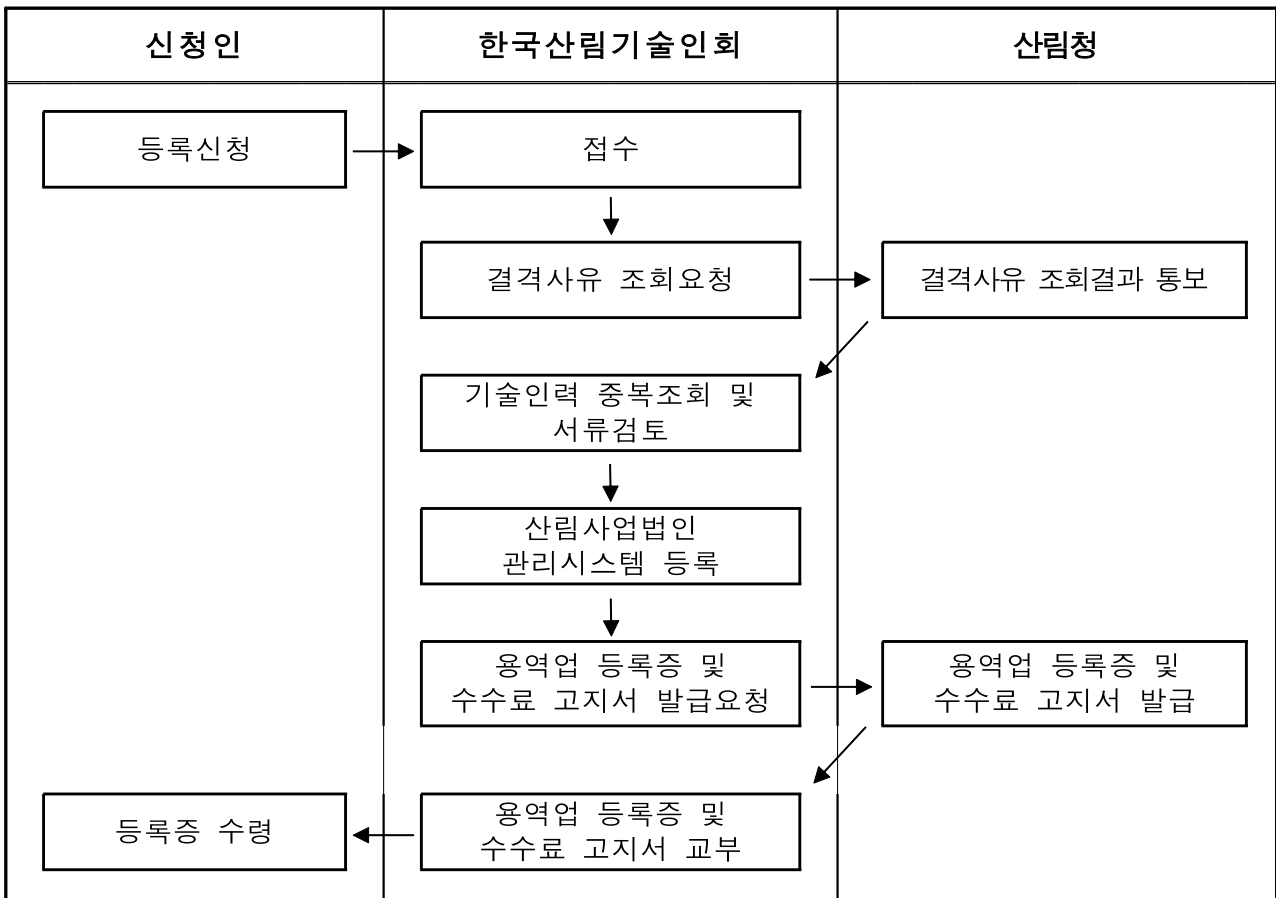 신청인
한국산림기술인회
산림청
등록신청
접수
결격사유 조회요청
결격사유 조회결과 통보
기술인력 중복조회 및
서류검토
산림사업법인
관리시스템 등록
용역업 등록증 및
수수료 고지서 발급요청
용역업 등록증 및
수수료 고지서 발급
등록증 수령
용역업 등록증 및
수수료 고지서 교부